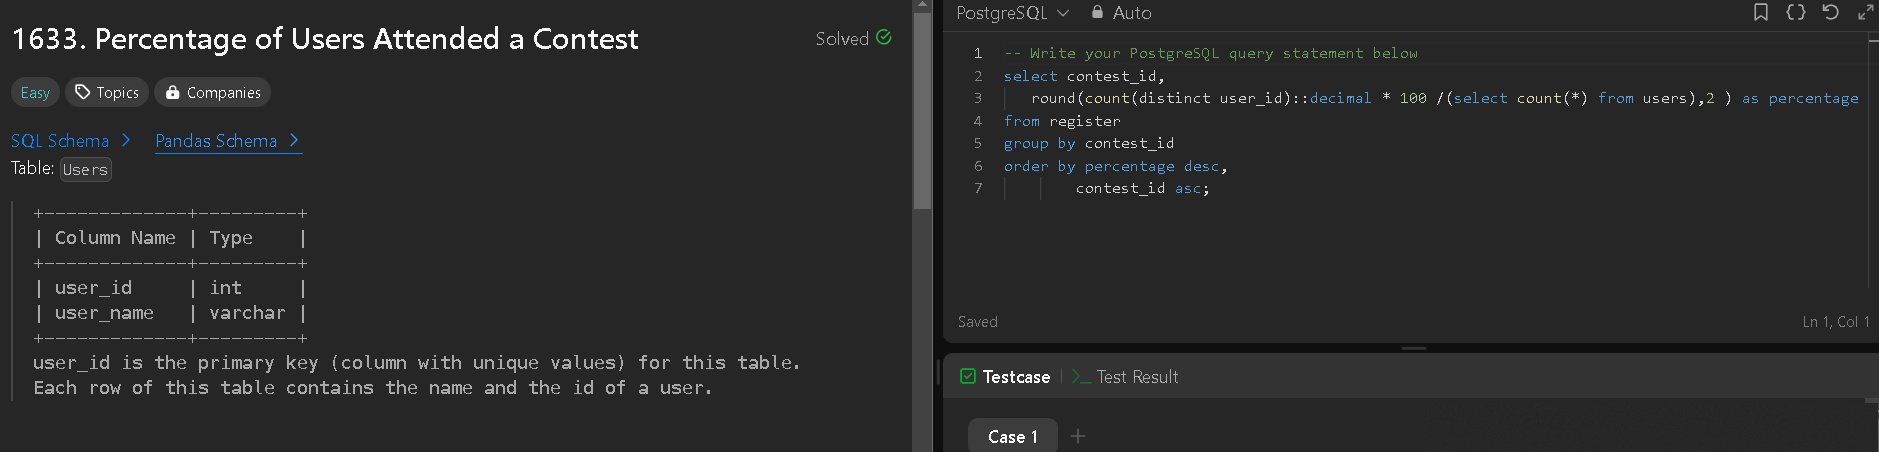 1633. Percentage of Users Attended a Contest
Solved
Easy
Topics
Companies
SQL Schema >
Pandas Schema >
Table: Users
+-------------+---------+
| Column Name | Type    |
+-------------+---------+
| user_id     | int     |
| user_name   | varchar |
+-------------+---------+
user_id is the primary key (column with unique values) for this table.
Each row of this table contains the name and the id of a user.
PostgreSQL
Auto
1 -- Write your PostgreSQL query statement below
2 select contest_id,
3 round(count(distinct user_id)::decimal * 100 /(select count(*) from users),2 ) as percentage
4 from register
5 group by contest_id
6 order by percentage desc,
7 contest_id asc;
Saved
Ln 1, Col 1
Testcase
>_ Test Result
Case 1
+